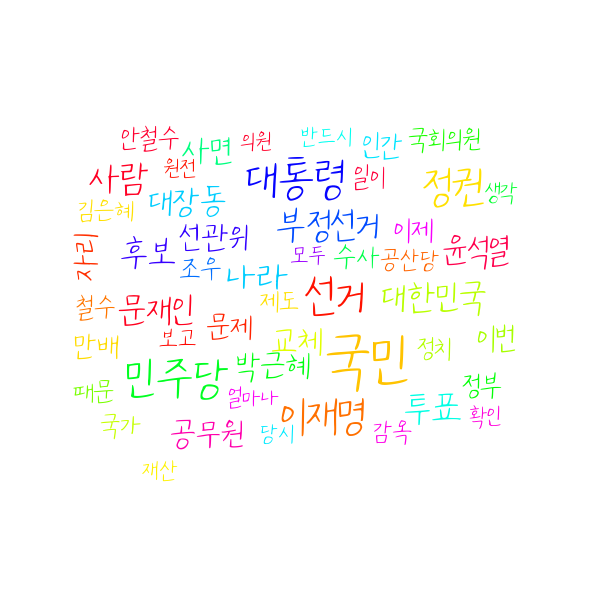 안철수 사면 의원 반드시 인간 국회의원
사람 원전 대통령 일이 정권 생각
김은혜 대장동 부정선거 이제
자리 후보 선관위 조우 나라 모두 수사 공산당 윤석열
철수 문재인 제도 선거 대한민국
만배 보고 문제 교체 국민 정치 이번
때문 민주당 박근혜 얼마나 정부
국가 공무원 당시 이재명 감옥 투표 확인
재산